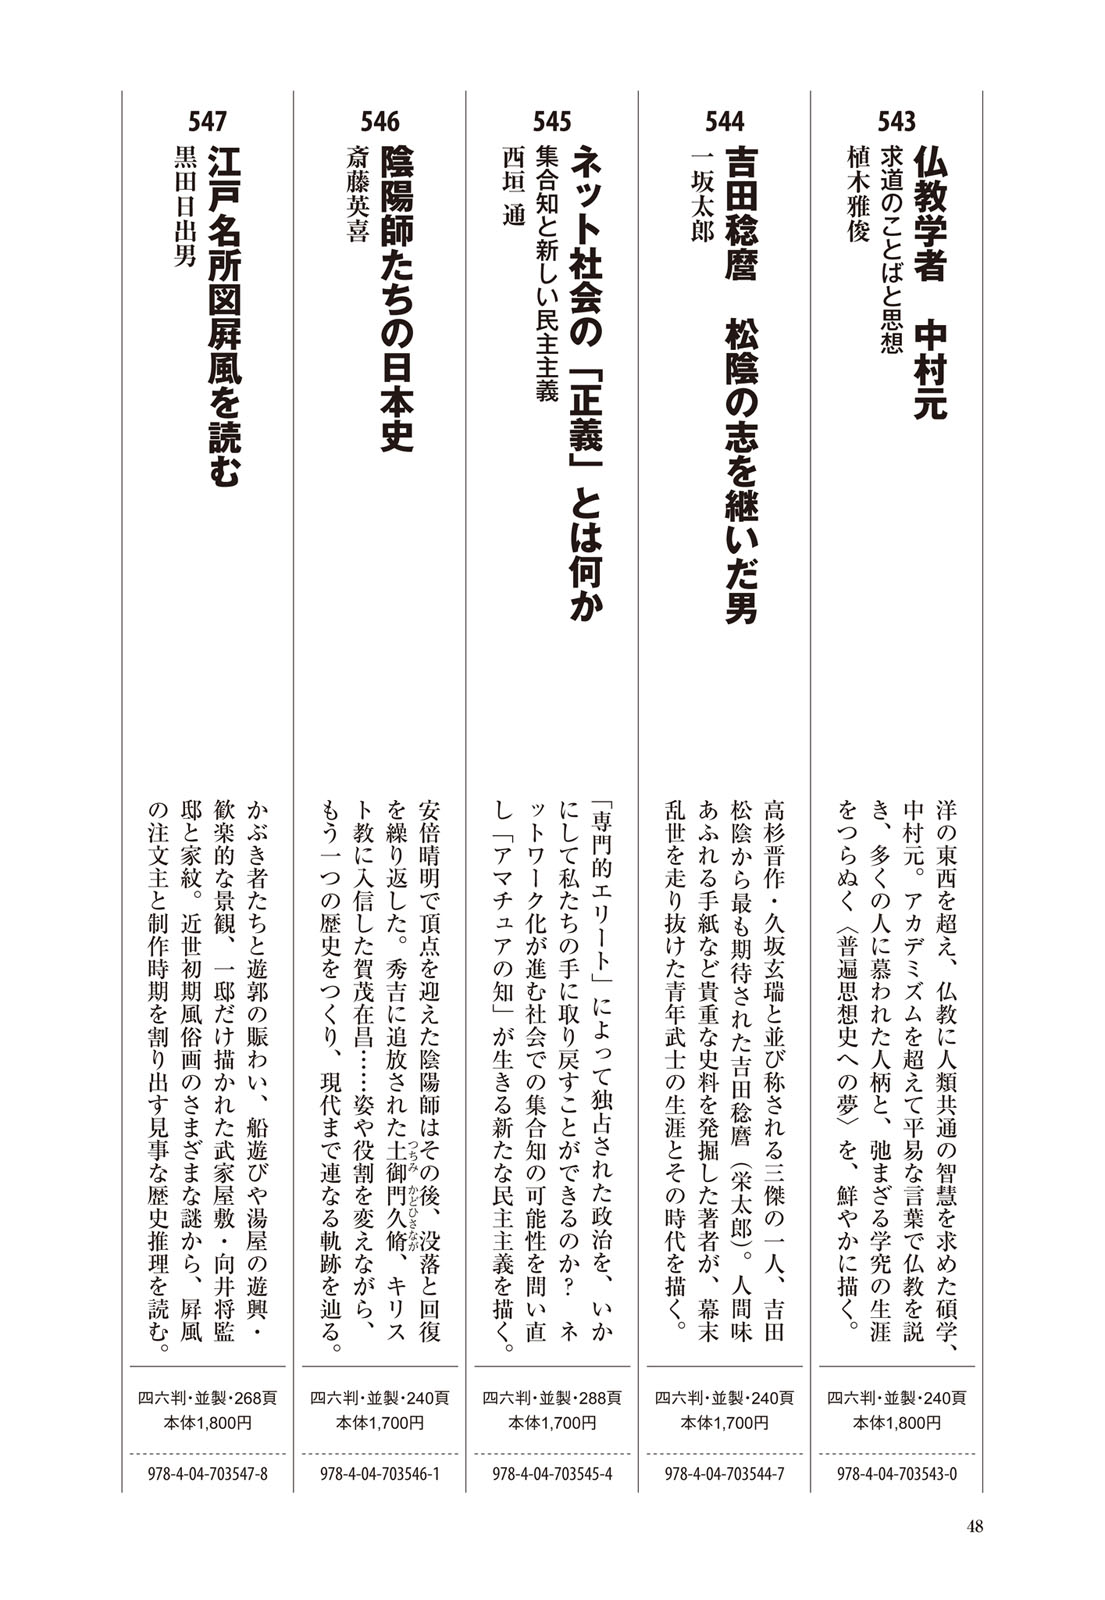 543
仏教学者　中村元
求道のことばと思想
植木雅俊
洋の東西を超え、仏教に人類共通の智慧を求めた碩学、
中村元。アカデミズムを超えて平易な言葉で仏教を説
き、多くの人に慕われた人柄と、弛まざる学究の生涯
をつらぬく〈普遍思想史への夢〉を、鮮やかに描く。
四六判・並製・240頁
本体1,800円
978-4-04-703543-0
544
吉田稔麿　松陰の志を継いだ男
一坂太郎
高杉晋作・久坂玄瑞と並び称される三傑の一人、吉田
松陰から最も期待された吉田稔麿（栄太郎）。人間味
あふれる手紙など貴重な史料を発掘した著者が、幕末
乱世を走り抜けた青年武士の生涯とその時代を描く。
四六判・並製・240頁
本体1,700円
978-4-04-703544-7
545
ネット社会の「正義」とは何か
集合知と新しい民主主義
西垣 通
「専門的エリート」によって独占された政治を、いか
にして私たちの手に取り戻すことができるのか？　ネ
ットワーク化が進む社会での集合知の可能性を問い直
し「アマチュアの知」が生きる新たな民主主義を描く。
四六判・並製・288頁
本体1,700円
978-4-04-703545-4
546
陰陽師たちの日本史
斎藤英喜
安倍晴明で頂点を迎えた陰陽師はその後、没落と回復
を繰り返した。秀吉に追放された土御門久脩、キリス
つちみかどひさなが
ト教に入信した賀茂在昌……姿や役割を変えながら、
もう一つの歴史をつくり、現代まで連なる軌跡を辿る。
四六判・並製・240頁
本体1,700円
978-4-04-703546-1
547
江戸名所図屛風を読む
黒田日出男
かぶき者たちと遊郭の賑わい、船遊びや湯屋の遊興・
歓楽的な景観、一邸だけ描かれた武家屋敷・向井将監
邸と家紋。近世初期風俗画のさまざまな謎から、屛風
の注文主と制作時期を割り出す見事な歴史推理を読む。
四六判・並製・268頁
本体1,800円
978-4-04-703547-8
48